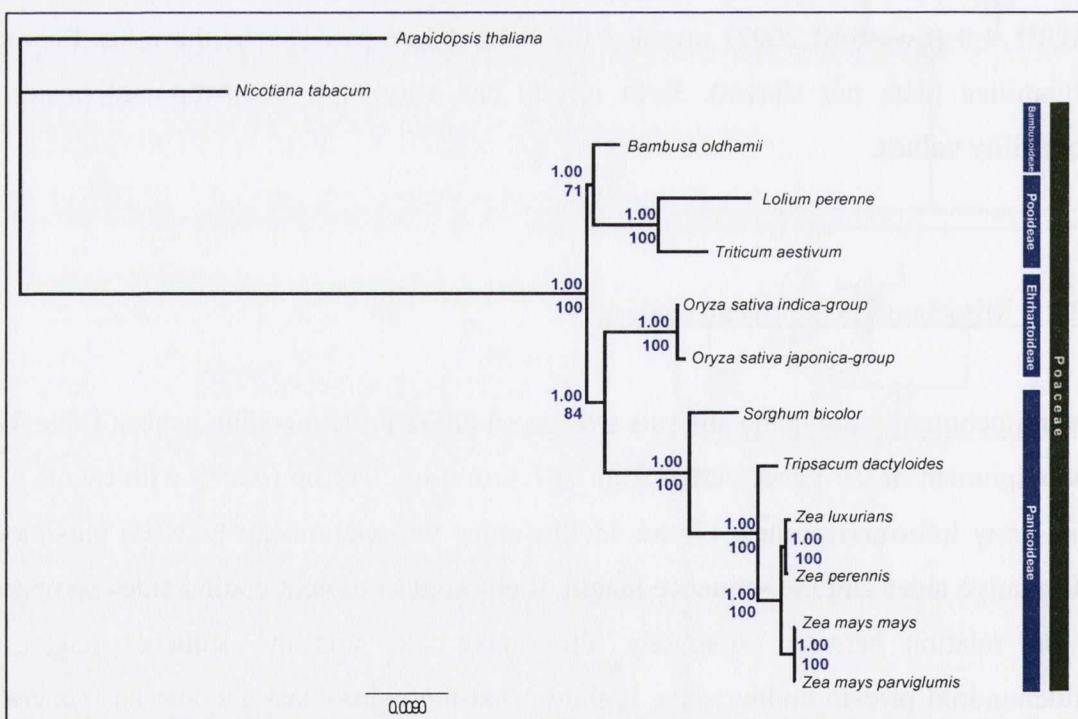 Arabidopsis thaliana
Nicotiana tabacum
Bambusa oldhamii
1.00
71
Lolium perenne
1.00
100
Triticum aestivum
1.00
100
Oryza sativa indica-group
1.00
100
Oryza sativa japonica-group
1.00
84
Sorghum bicolor
1.00
100
Tripsacum dactyloides
Zea luxurians
1.00
100
1.00
100
Zea perennis
1.00
100
Zea mays mays
1.00
100
Zea mays parviglumis
0.0090
Bambusoideae
Pooideae
Ehrhartoideae
Panicoideae
Poaceae